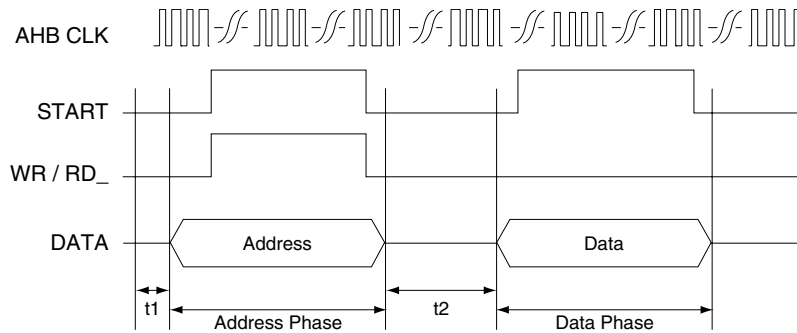 AHB CLK
START
WR / RD_
DATA
Address
Data
t1
Address Phase
t2
Data Phase